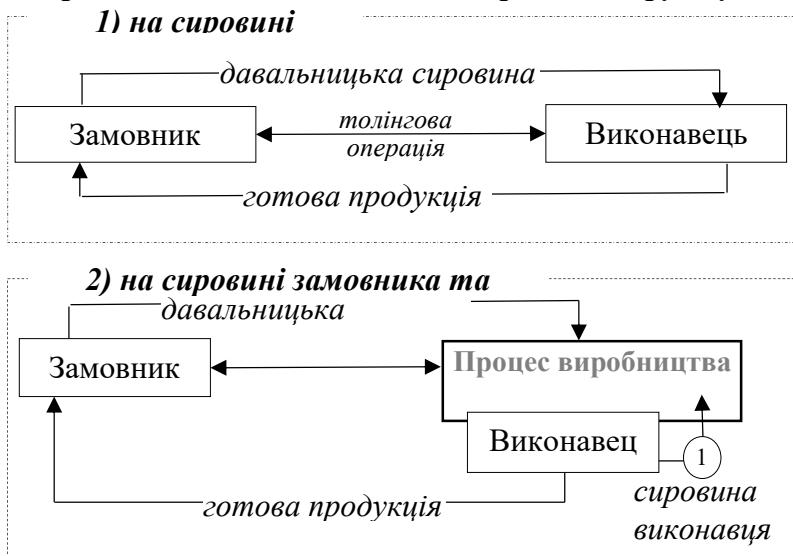 1) на сировині
давальницька сировина
Замовник
толінгова
операція
Виконавець
готова продукція
2) на сировині замовника та
давальницька
Замовник
Процес виробництва
Виконавец
1
готова продукція
сировина
виконавця